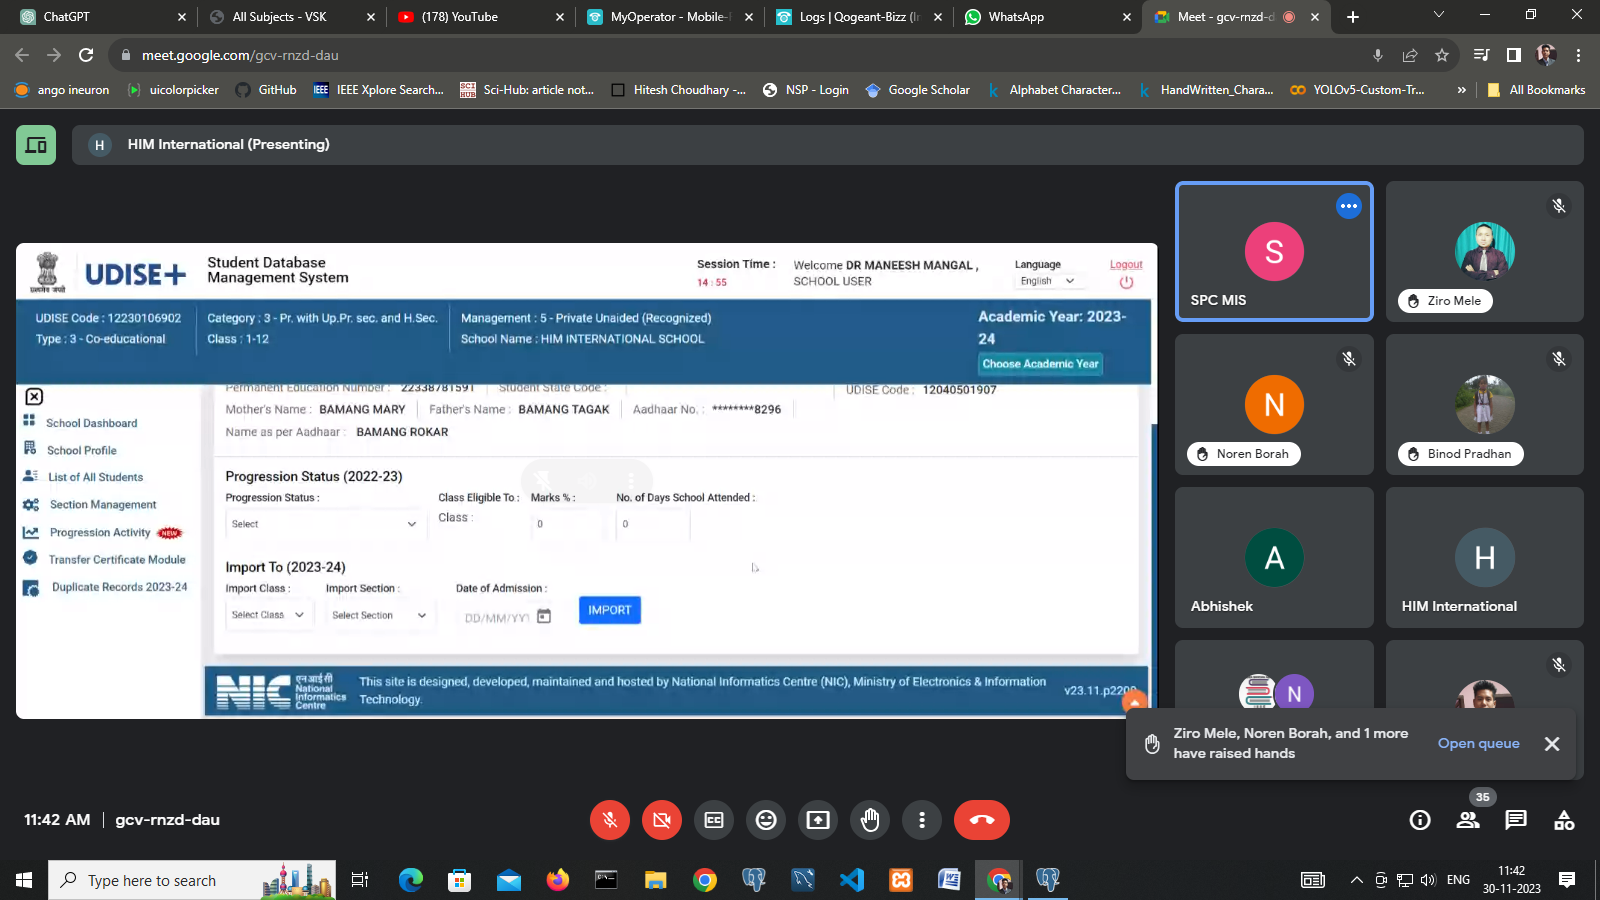 ChatGPT
All Subjects - VSK
(178) YouTube
MyOperator - Mobile-F
Logs | Qogeant-Bizz (In
WhatsApp
Meet - gcv-rnzd-d
meet.google.com/gcv-rnzd-dau
ango ineuron
uicolorpicker
GitHub
IEEE Xplore Search...
Sci-Hub: article not...
Hitesh Choudhary -...
NSP - Login
Google Scholar
Alphabet Character...
HandWritten_Chara...
YOLOv5-Custom-Tr...
»
All Bookmarks
H HIM International (Presenting)
UDISE+
Student Database
Management System
Session Time :
14 : 55
Welcome DR MANEESH MANGAL ,
SCHOOL USER
Language
English
Logout
UDISE Code : 12230106902
Type : 3 - Co-educational
Category : 3 - Pr. with Up.Pr. sec. and H.Sec.
Class : 1-12
Management : 5 - Private Unaided (Recognized)
School Name : HIM INTERNATIONAL SCHOOL
Academic Year: 2023-
24
Choose Academic Year
School Dashboard
School Profile
List of All Students
Section Management
Progression Activity NEW
Transfer Certificate Module
Duplicate Records 2023-24
Permanent Education Number : 22338781591 Student State Code : UDISE Code : 12040501907
Mother's Name : BAMANG MARY Father's Name : BAMANG TAGAK Aadhaar No. : ********8296
Name as per Aadhaar : BAMANG ROKAR
Progression Status (2022-23)
Progression Status : Class Eligible To : Marks % : No. of Days School Attended :
Select Class : 0 0
Import To (2023-24)
Import Class : Import Section : Date of Admission :
Select Class Select Section DD/MM/YY IMPORT
NIC
एन आई सी
National
Informatics
Centre
This site is designed, developed, maintained and hosted by National Informatics Centre (NIC), Ministry of Electronics & Information
Technology.
S
SPC MIS
Ziro Mele
N
Noren Borah
Binod Pradhan
A
Abhishek
H
HIM International
N
Ziro Mele, Noren Borah, and 1 more
have raised hands
Open queue
11:42 AM | gcv-rnzd-dau
35
Type here to search
ENG
11:42
30-11-2023